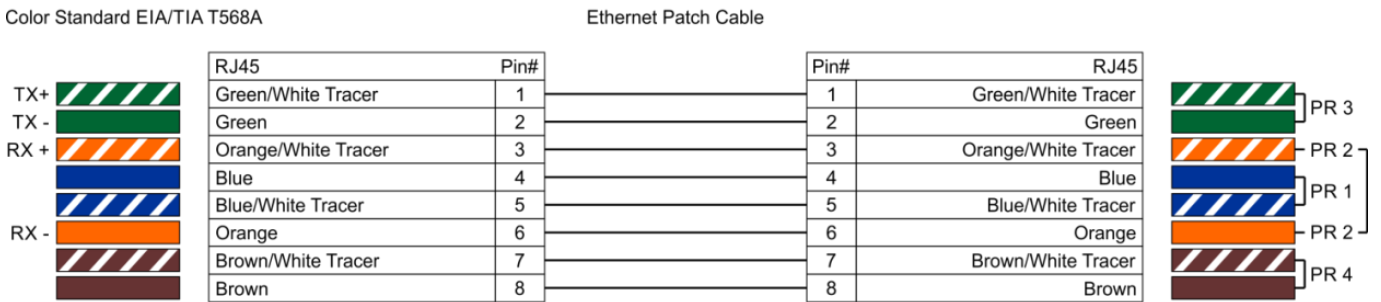 Color Standard EIA/TIA T568A Ethernet Patch Cable
RJ45 Pin# Pin# RJ45
TX+ Green/White Tracer 1 1 Green/White Tracer
PR 3
TX - Green 2 2 Green
RX + Orange/White Tracer 3 3 Orange/White Tracer PR 2
Blue 4 4 Blue
PR 1
Blue/White Tracer 5 5 Blue/White Tracer
RX - Orange 6 6 Orange PR 2
Brown/White Tracer 7 7 Brown/White Tracer
PR 4
Brown 8 8 Brown